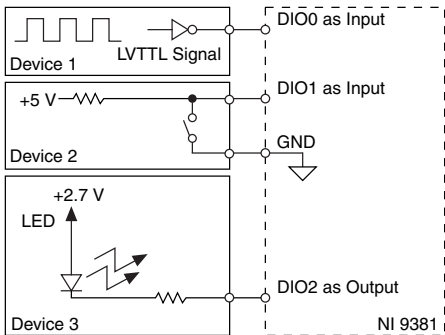 DIO0 as Input
LVTTL Signal
Device 1
+5 V
DIO1 as Input
GND
Device 2
+2.7 V
LED
DIO2 as Output
Device 3
NI 9381